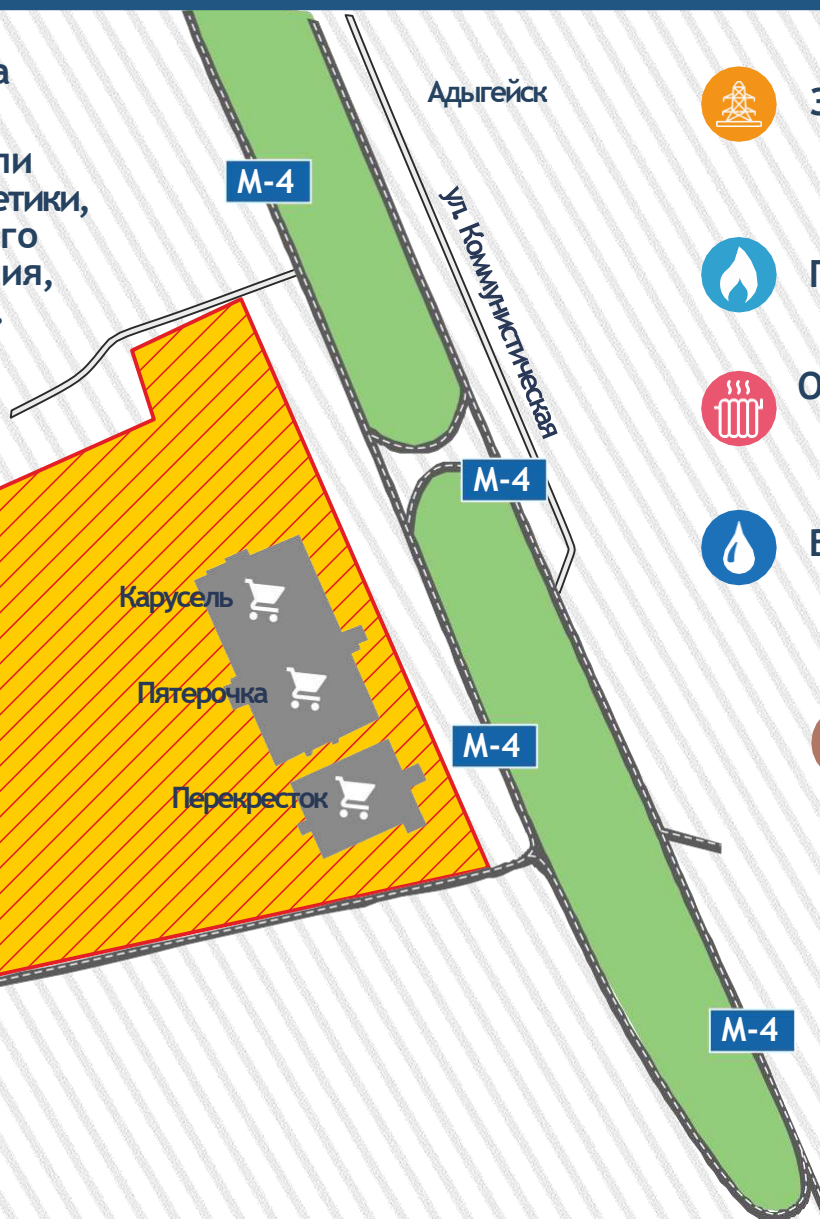 Адыгейск
М-4
ул. Коммунистическая
М-4
Карусель
Пятерочка
М-4
Перекресток
М-4